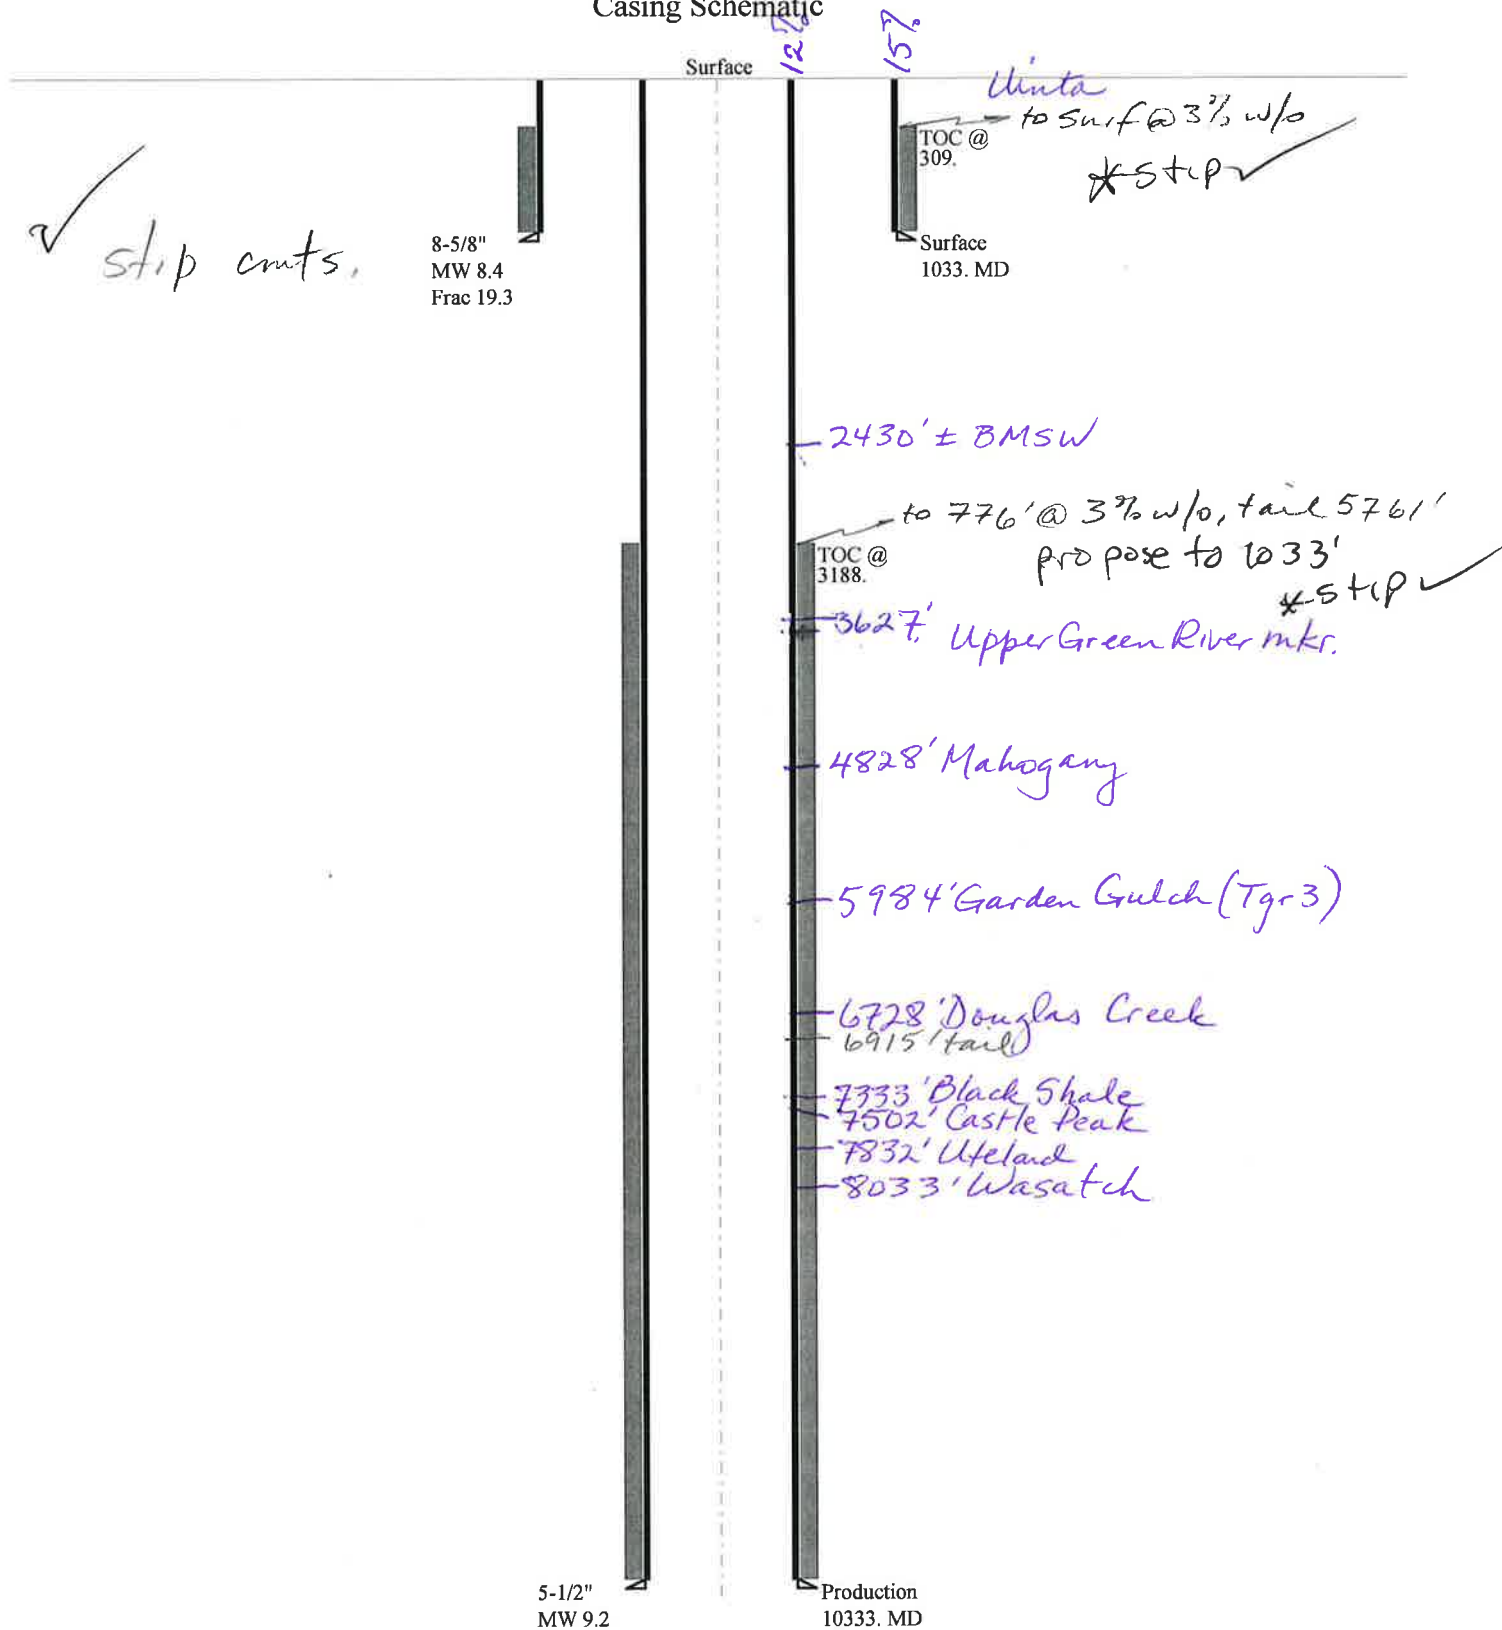 Casing Schematic
12%
15%
Surface
Uinta
to surf @ 3% w/o
TOC @
309.
*stip ✓
✓ stip cmts.
8-5/8"
MW 8.4
Frac 19.3
Surface
1033. MD
2430' ± BMSW
to 776' @ 3% w/o, tail 5761'
propose to 1033'
*stip ✓
TOC @
3188.
3627' Upper Green River mkr.
4828' Mahogany
5984' Garden Gulch (Tgr3)
6728' Douglas Creek
6915' tail
7333' Black Shale
7502' Castle Peak
7832' Uteland
8033' Wasatch
5-1/2"
MW 9.2
Production
10333. MD